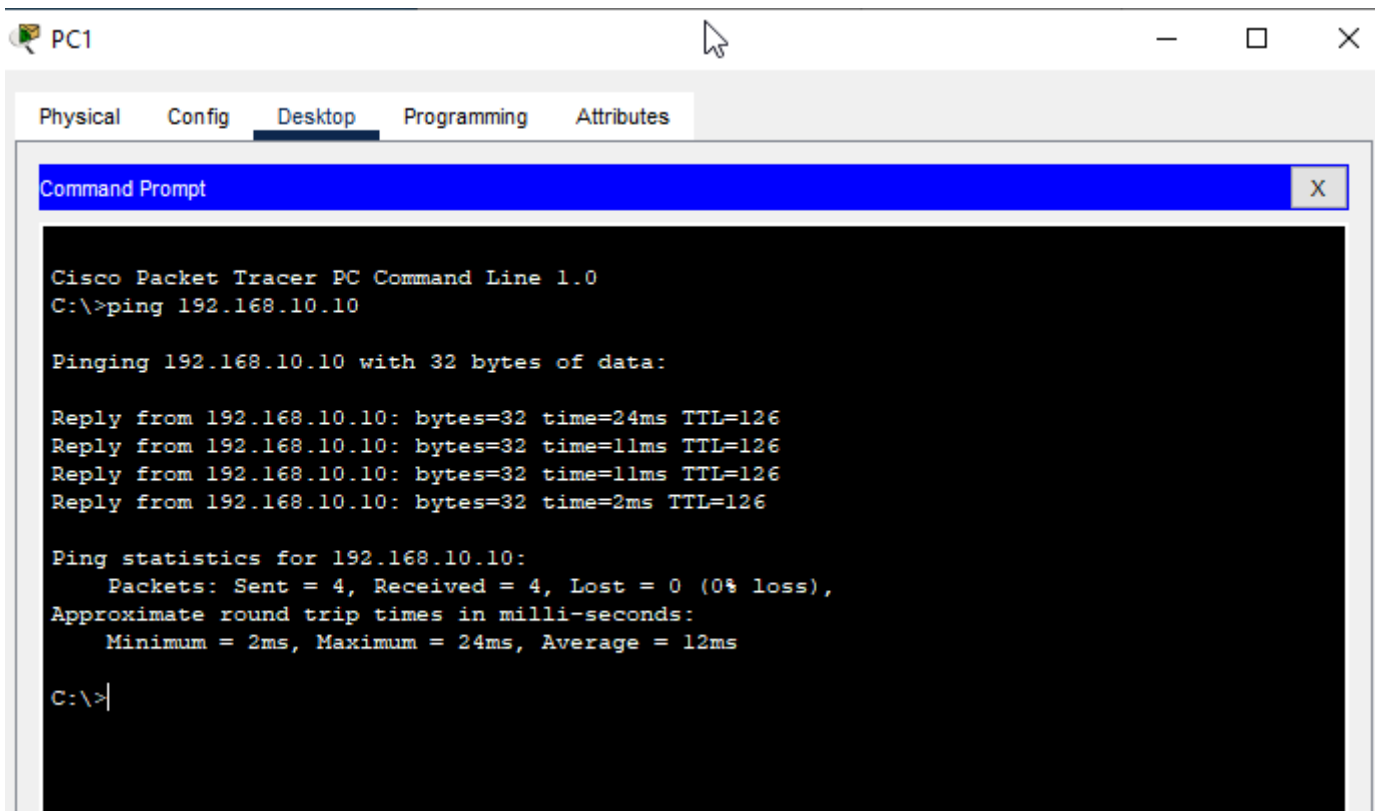 PC1
Physical Config Desktop Programming Attributes
Command Prompt X
Cisco Packet Tracer PC Command Line 1.0
C:\>ping 192.168.10.10
Pinging 192.168.10.10 with 32 bytes of data:
Reply from 192.168.10.10: bytes=32 time=24ms TTL=126
Reply from 192.168.10.10: bytes=32 time=11ms TTL=126
Reply from 192.168.10.10: bytes=32 time=11ms TTL=126
Reply from 192.168.10.10: bytes=32 time=2ms TTL=126
Ping statistics for 192.168.10.10:
Packets: Sent = 4, Received = 4, Lost = 0 (0% loss),
Approximate round trip times in milli-seconds:
Minimum = 2ms, Maximum = 24ms, Average = 12ms
C:\>